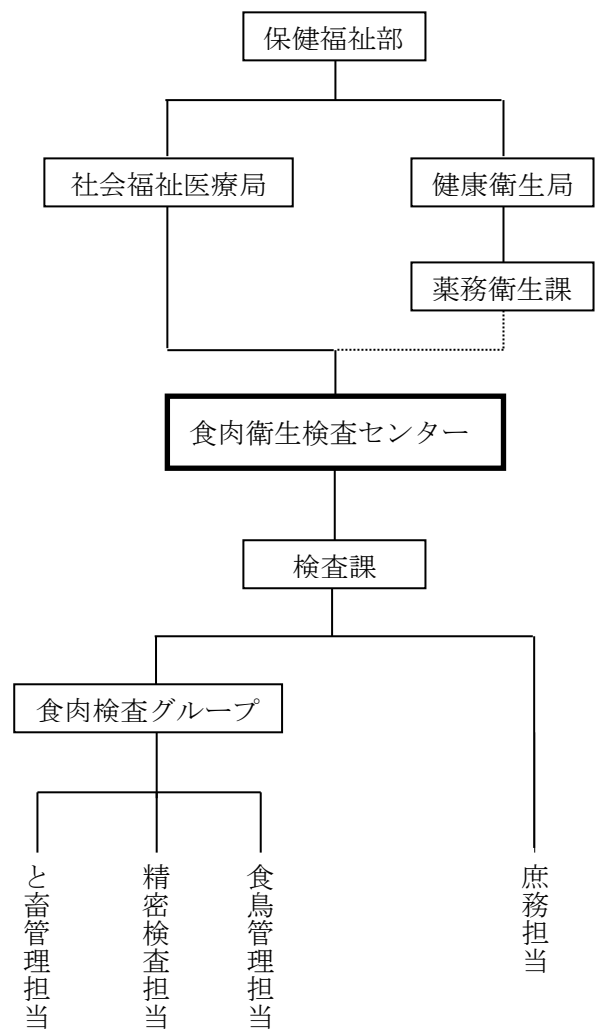 保健福祉部
社会福祉医療局
健康衛生局
薬務衛生課
食肉衛生検査センター
検査課
食肉検査グループ
と畜管理担当
精密検査担当
食鳥管理担当
庶務担当